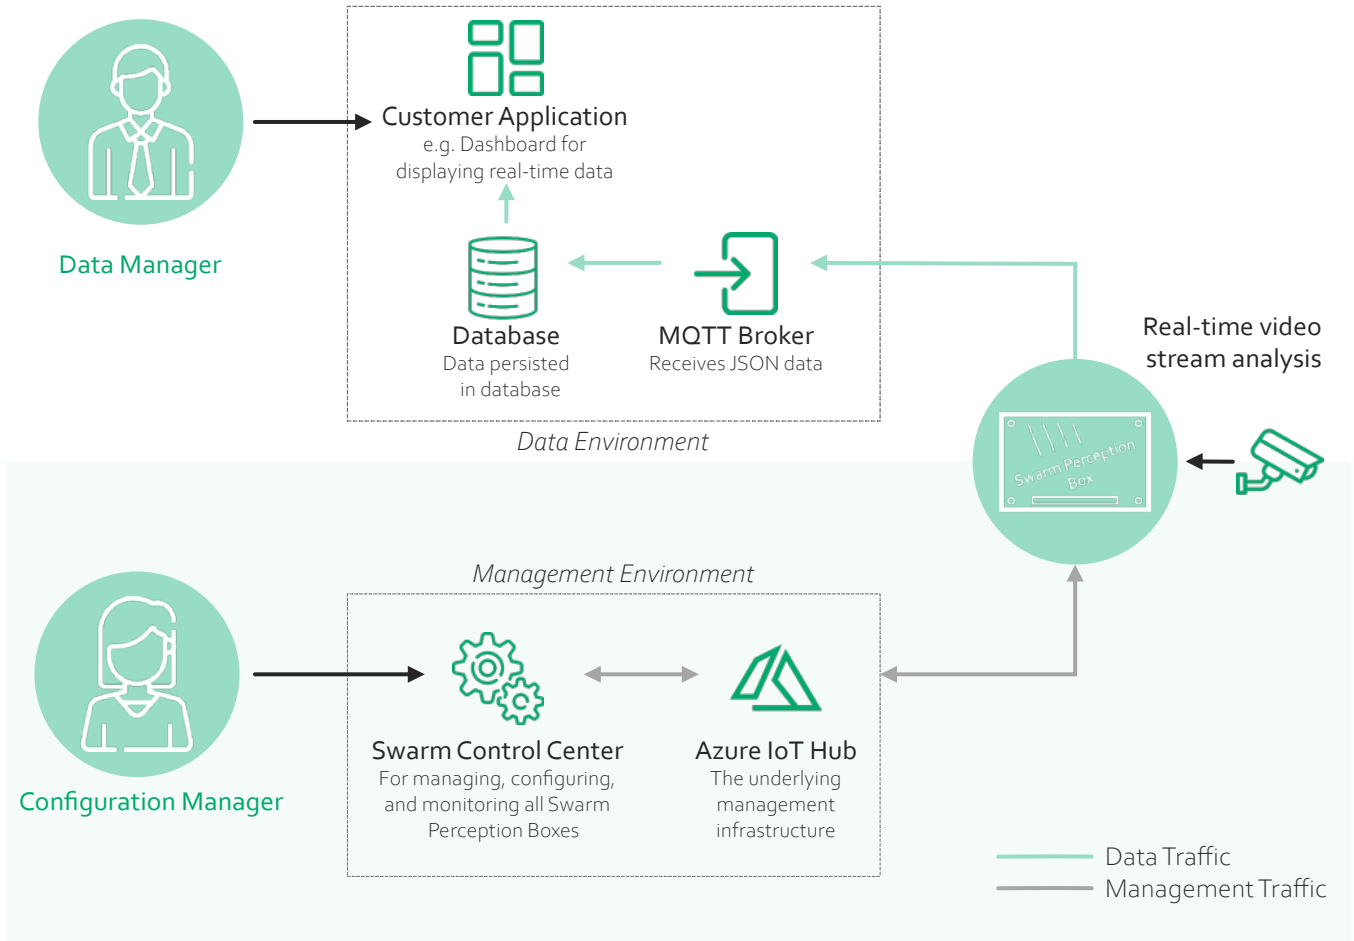 Customer Application
e.g. Dashboard for
displaying real-time data
Data Manager
Database
Data persisted
in database
MQTT Broker
Receives JSON data
Data Environment
Real-time video
stream analysis
Swarm Perception
Box
Management Environment
Configuration Manager
Swarm Control Center
For managing, configuring,
and monitoring all Swarm
Perception Boxes
Azure IoT Hub
The underlying
management
infrastructure
Data Traffic
Management Traffic